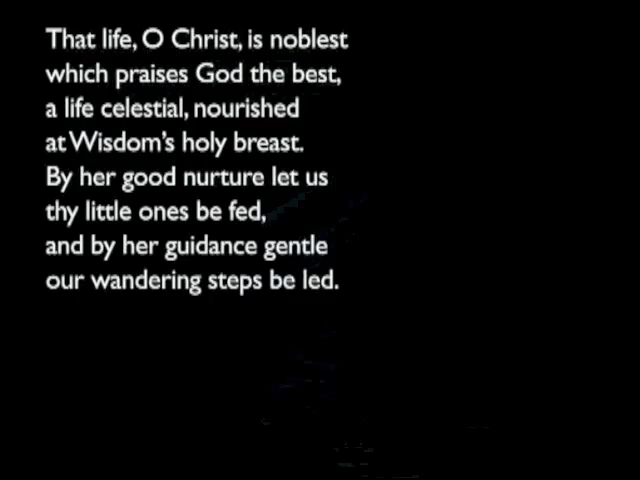 That life, O Christ, is noblest
which praises God the best,
a life celestial, nourished
at Wisdom's holy breast.
By her good nurture let us
thy little ones be fed,
and by her guidance gentle
our wandering steps be led.